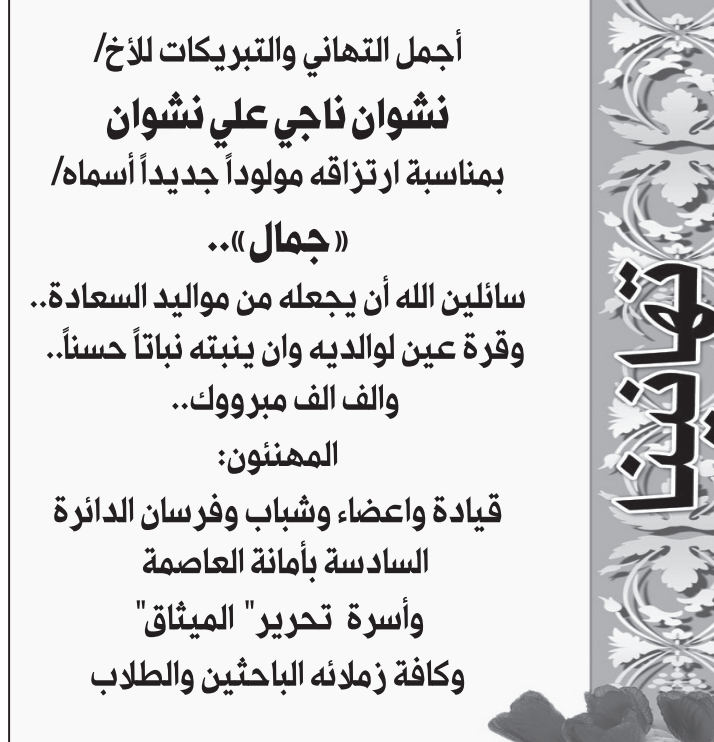 تهانينا
أجمل التهاني والتبريكات للأخ/
نشوان ناجي علي نشوان
بمناسبة ارتزاقه مولوداً جديداً أسماه/
«جمال»..
سائلين الله أن يجعله من مواليد السعادة..
وقرة عين لوالديه وان ينبته نباتاً حسناً..
والف الف مبرووك..
المهنئون:
قيادة واعضاء وشباب وفرسان الدائرة
السادسة بأمانة العاصمة
وأسرة تحرير" الميثاق"
وكافة زملائه الباحثين والطلاب